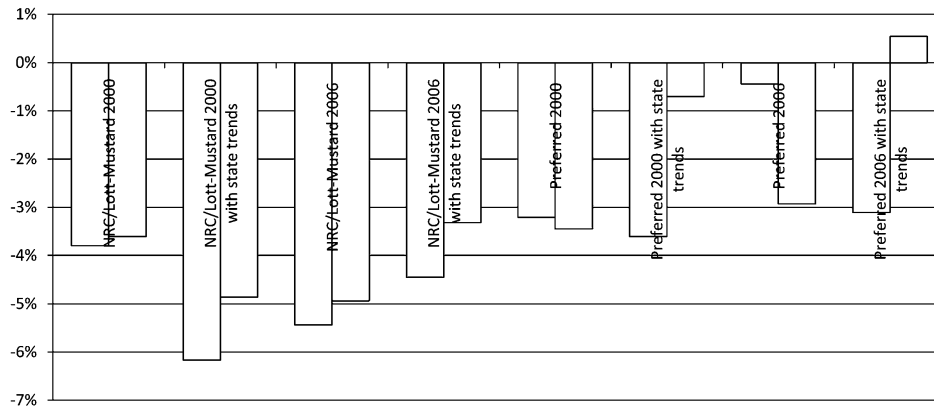 1%
0%
-1%
-2%
-3%
-4%
-5%
-6%
-7%
NRC/Lott-Mustard 2000
NRC/Lott-Mustard 2000
with state trends
NRC/Lott-Mustard 2006
NRC/Lott-Mustard 2006
with state trends
Preferred 2000
Preferred 2000 with state
trends
Preferred 2006
Preferred 2006 with state
trends